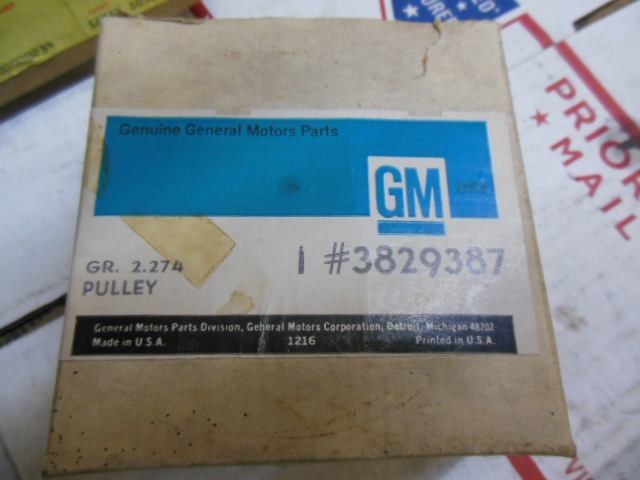 Genuine General Motors Parts
GM
GR. 2.274
PULLEY
1 #3829387
General Motors Parts Division, General Motors Corporation, Detroit, Michigan 48202
Made in U.S.A.
1216
Printed in U.S.A.
PRIOR
★ MAIL ★